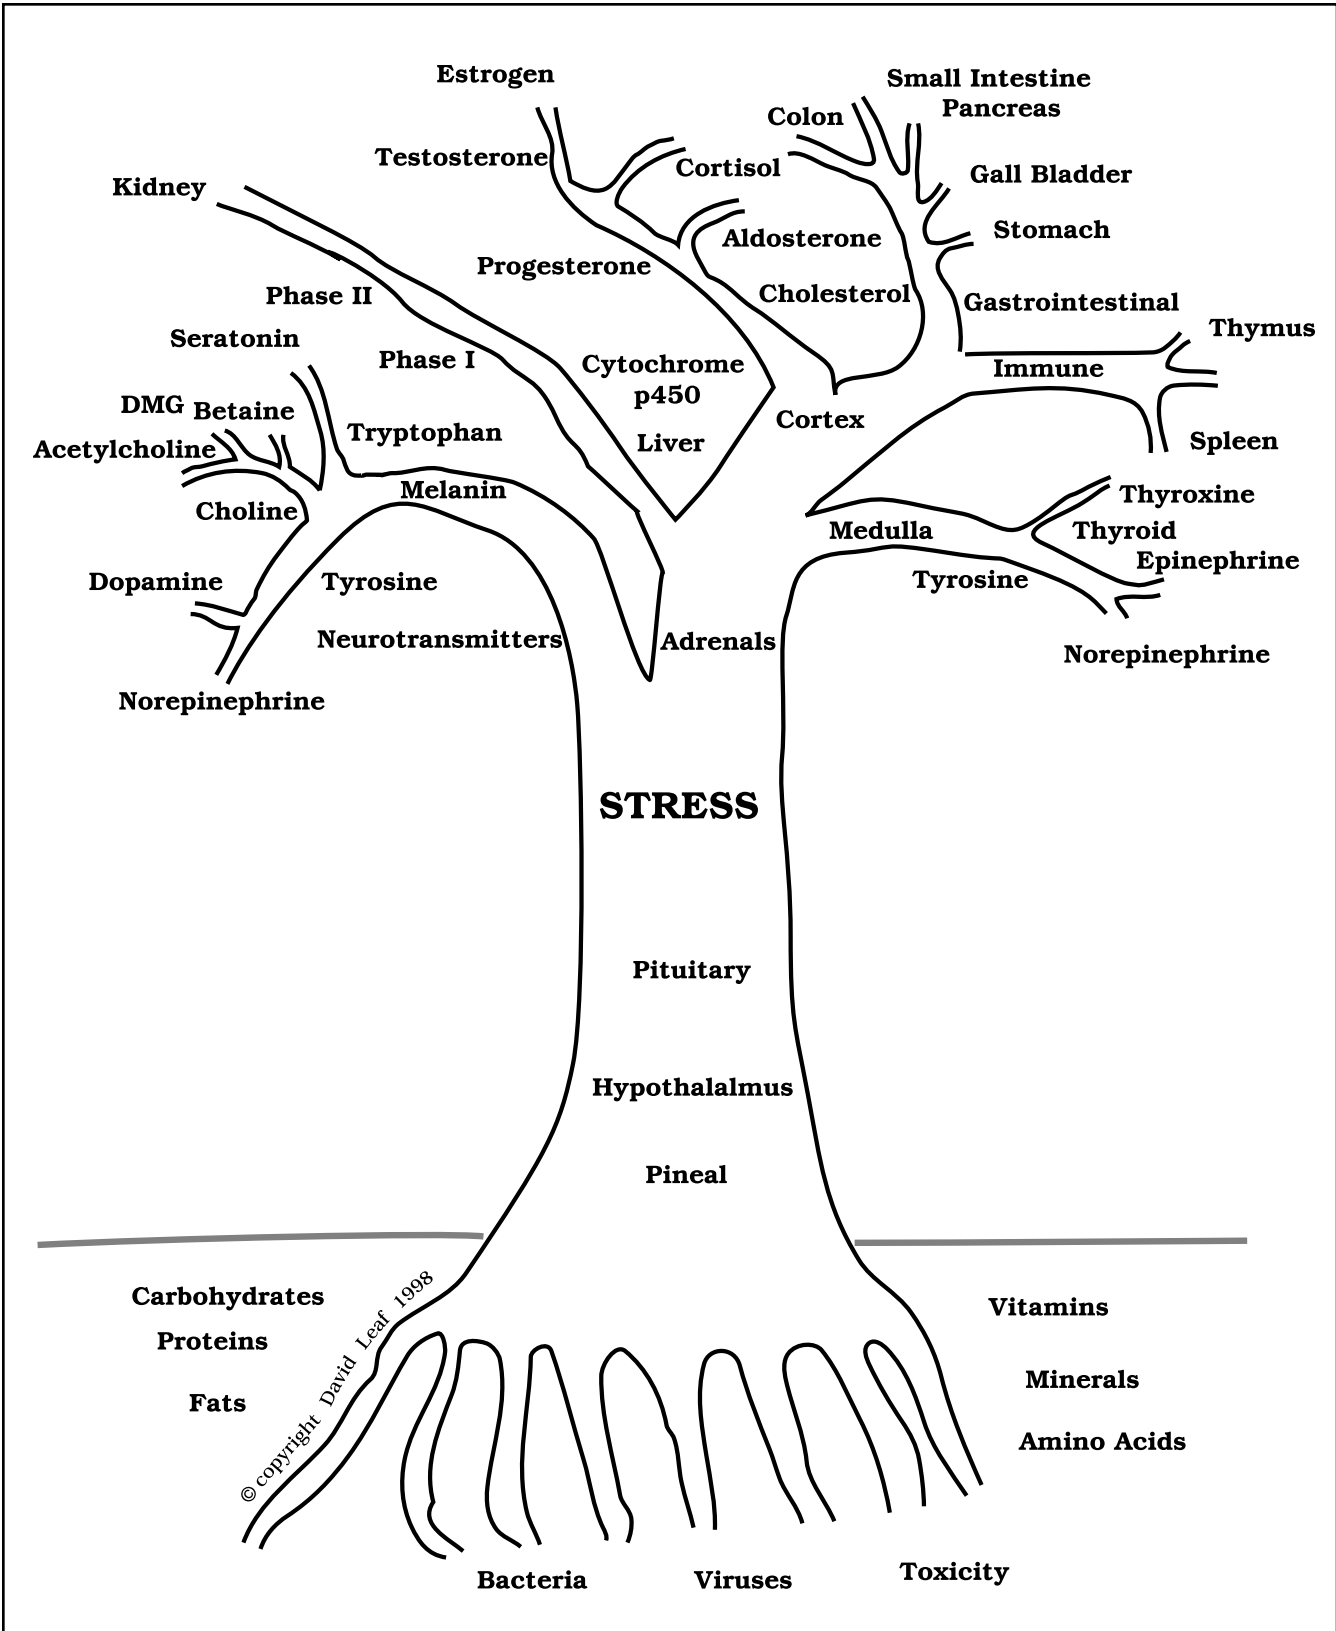 Estrogen
Small Intestine
Pancreas
Colon
Testosterone
Cortisol
Gall Bladder
Kidney
Stomach
Aldosterone
Progesterone
Phase II
Cholesterol
Gastrointestinal
Thymus
Seratonin
Phase I
Cytochrome
p450
Immune
DMG
Betaine
Cortex
Tryptophan
Liver
Spleen
Acetylcholine
Melanin
Thyroxine
Choline
Medulla
Thyroid
Epinephrine
Dopamine
Tyrosine
Tyrosine
Neurotransmitters
Adrenals
Norepinephrine
Norepinephrine
STRESS
Pituitary
Hypothalalmus
Pineal
Carbohydrates
Vitamins
Proteins
Minerals
Fats
Amino Acids
© copyright David Leaf 1998
Bacteria
Viruses
Toxicity